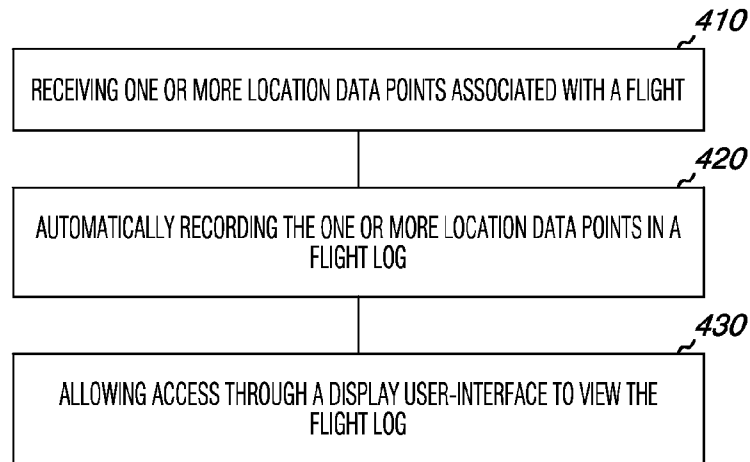 410
RECEIVING ONE OR MORE LOCATION DATA POINTS ASSOCIATED WITH A FLIGHT
420
AUTOMATICALLY RECORDING THE ONE OR MORE LOCATION DATA POINTS IN A
FLIGHT LOG
430
ALLOWING ACCESS THROUGH A DISPLAY USER-INTERFACE TO VIEW THE
FLIGHT LOG